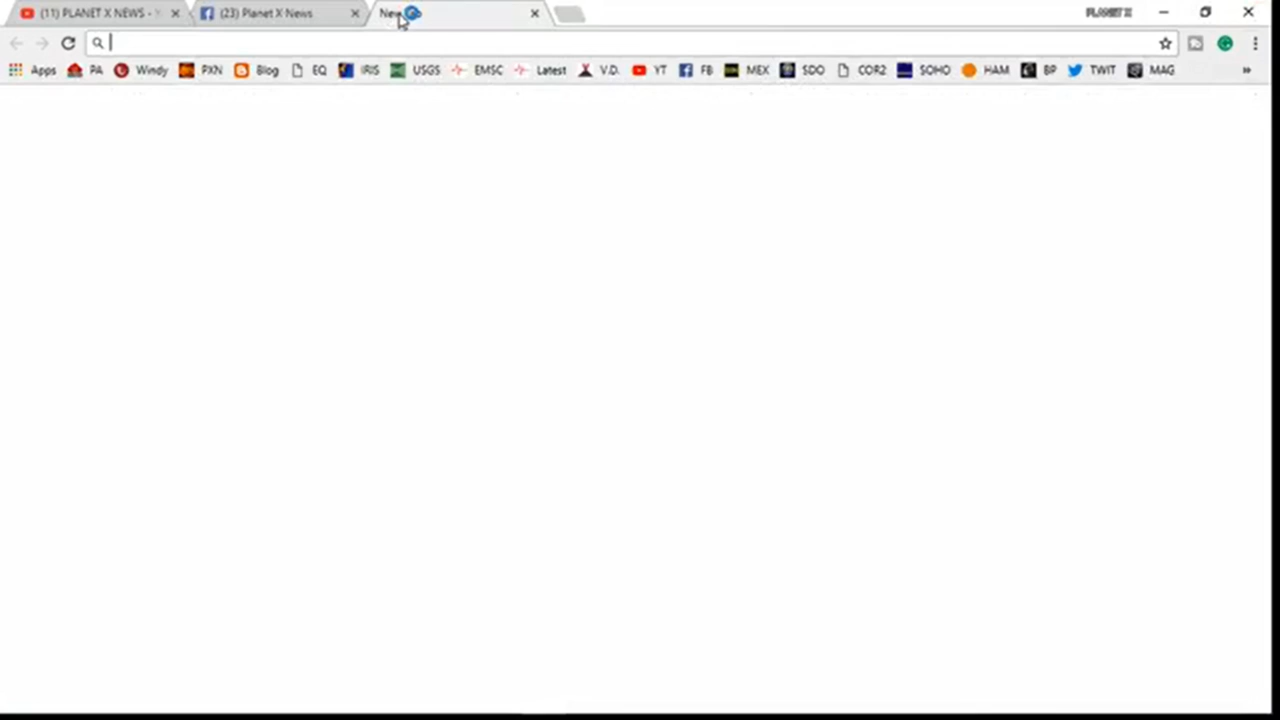 (11) PLANET X NEWS - Y (23) Planet X News New PLANET X
Apps PA Windy PXN Blog EQ IRIS USGS EMSC Latest V.D. YT FB MEX SDO COR2 SOHO HAM BP TWIT MAG »